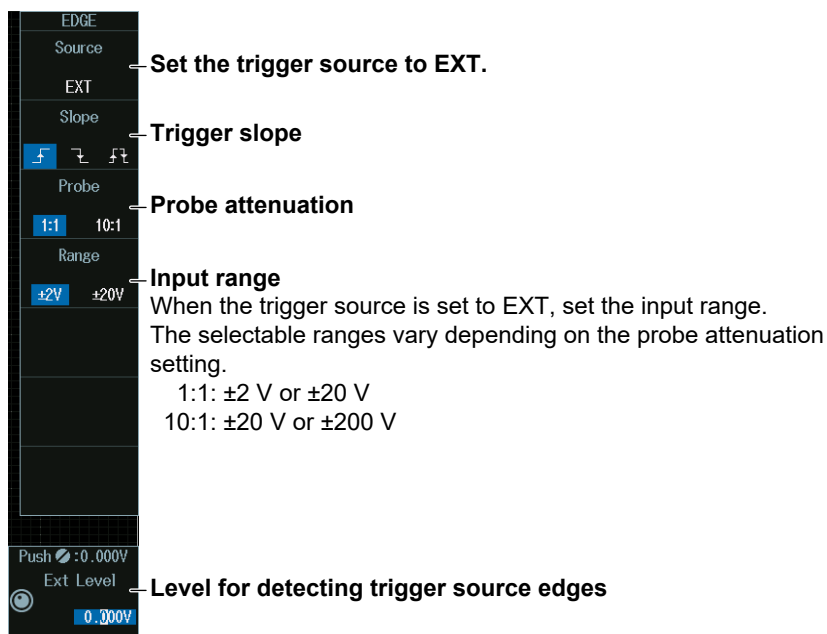 EDGE
Source
EXT
Set the trigger source to EXT.
Slope
Trigger slope
Probe
1:1 10:1
Probe attenuation
Range
±2V ±20V
Input range
When the trigger source is set to EXT, set the input range.
The selectable ranges vary depending on the probe attenuation
setting.
1:1: ±2 V or ±20 V
10:1: ±20 V or ±200 V
Push :0.000V
Ext Level
0.000V
Level for detecting trigger source edges